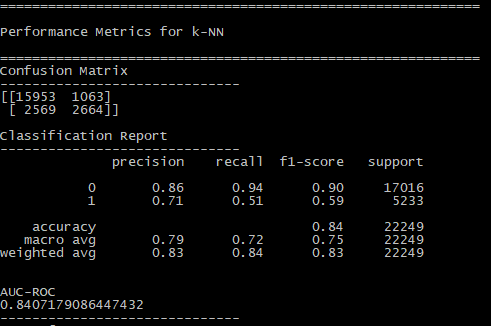 ================================================
Performance Metrics for k-NN
================================================
Confusion Matrix
------------------------------
[[15953  1063]
 [ 2569  2664]]
Classification Report
------------------------------
              precision    recall  f1-score   support

           0       0.86      0.94      0.90     17016
           1       0.71      0.51      0.59      5233

    accuracy                           0.84     22249
   macro avg       0.79      0.72      0.75     22249
weighted avg       0.83      0.84      0.83     22249

AUC-ROC
0.8407179086447432
------------------------------